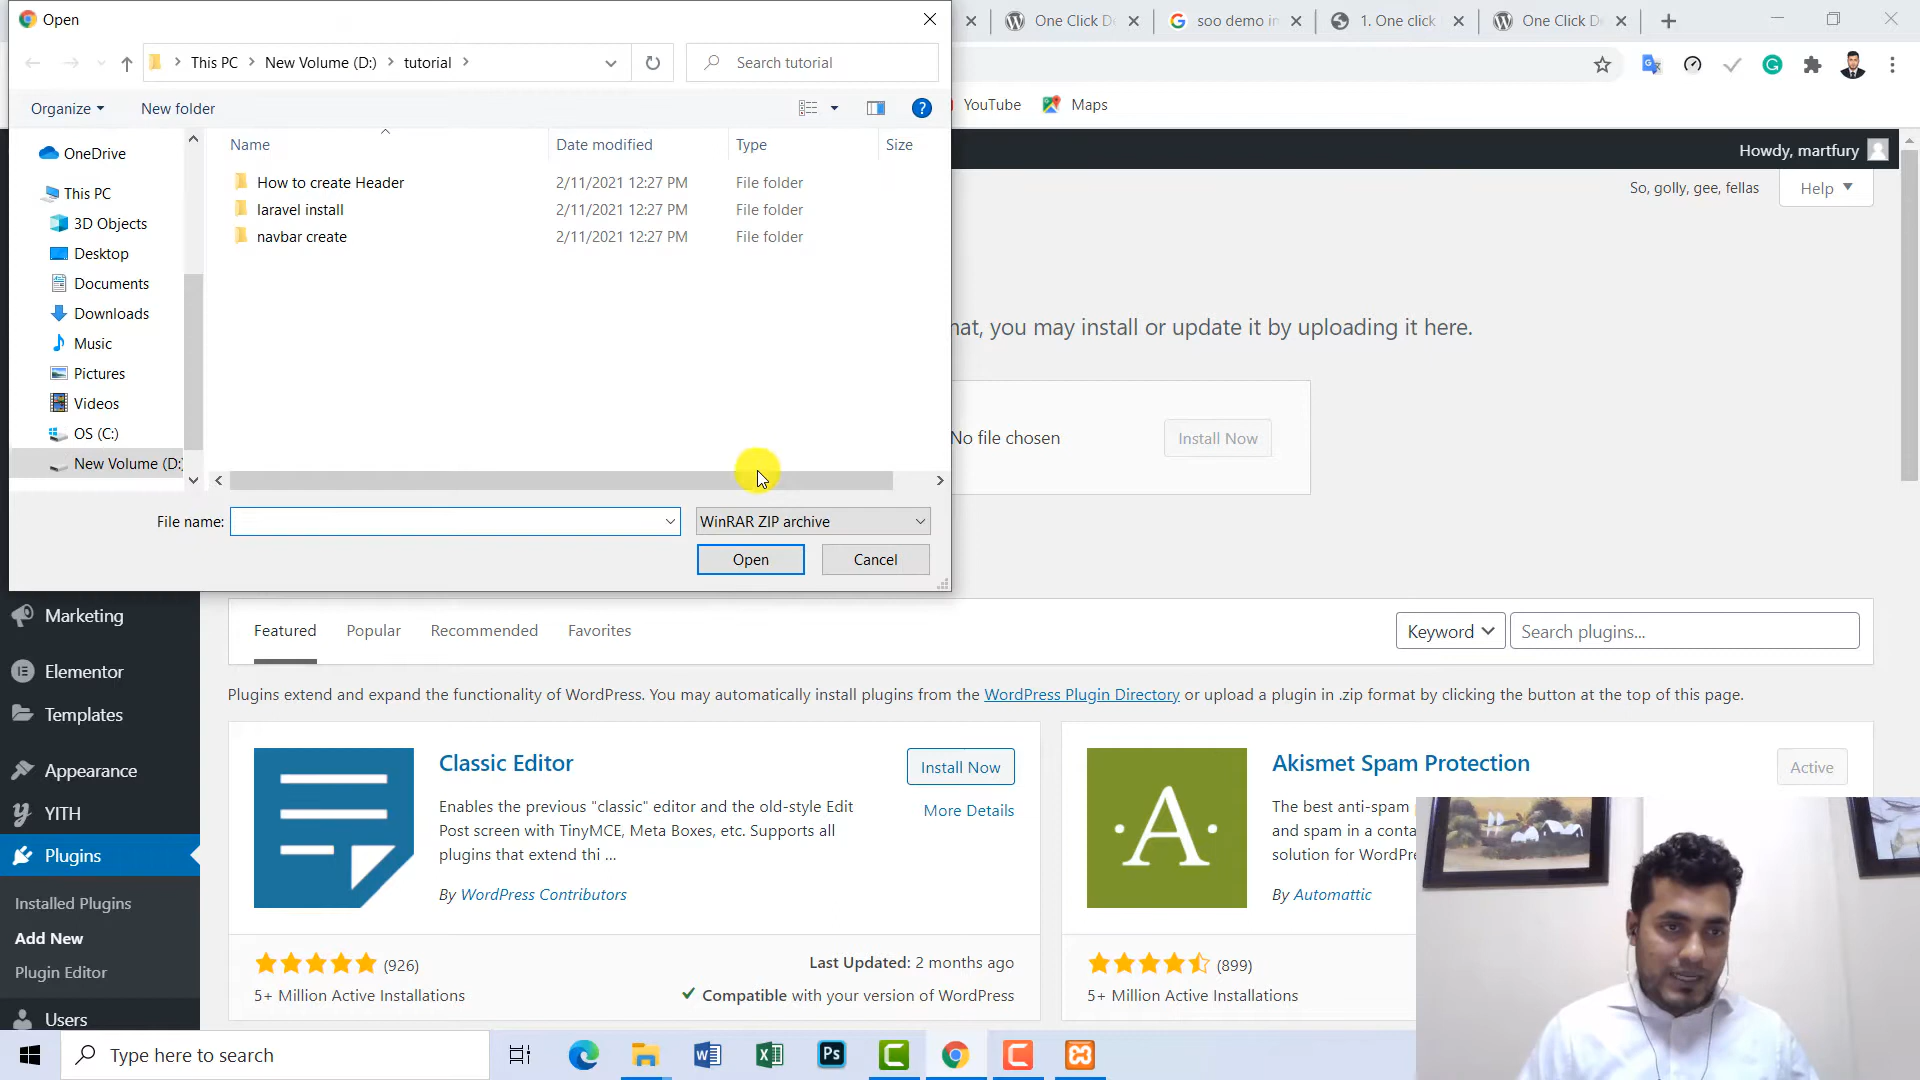 Open
One Click D
soo demo in
1. One click
One Click D
This PC
New Volume (D:)
tutorial
Search tutorial
YouTube
Maps
Organize
New folder
Howdy, martfury
So, golly, gee, fellas
Help
Name
Date modified
Type
Size
OneDrive
This PC
3D Objects
Desktop
Documents
Downloads
Music
Pictures
Videos
OS (C:)
New Volume (D:
How to create Header
2/11/2021 12:27 PM
File folder
laravel install
2/11/2021 12:27 PM
File folder
navbar create
2/11/2021 12:27 PM
File folder
mat, you may install or update it by uploading it here.
No file chosen
Install Now
File name:
WinRAR ZIP archive
Open
Cancel
Marketing
Elementor
Templates
Appearance
YITH
Plugins
Installed Plugins
Add New
Plugin Editor
Users
Featured
Popular
Recommended
Favorites
Keyword
Search plugins...
Plugins extend and expand the functionality of WordPress. You may automatically install plugins from the WordPress Plugin Directory or upload a plugin in .zip format by clicking the button at the top of this page.
Classic Editor
Install Now
More Details
Enables the previous "classic" editor and the old-style Edit
Post screen with TinyMCE, Meta Boxes, etc. Supports all
plugins that extend thi ...
By WordPress Contributors
(926)
5+ Million Active Installations
Last Updated: 2 months ago
Compatible with your version of WordPress
Akismet Spam Protection
Active
The best anti-spam
and spam in a conta
solution for WordPre
By Automattic
(899)
5+ Million Active Installations
Type here to search